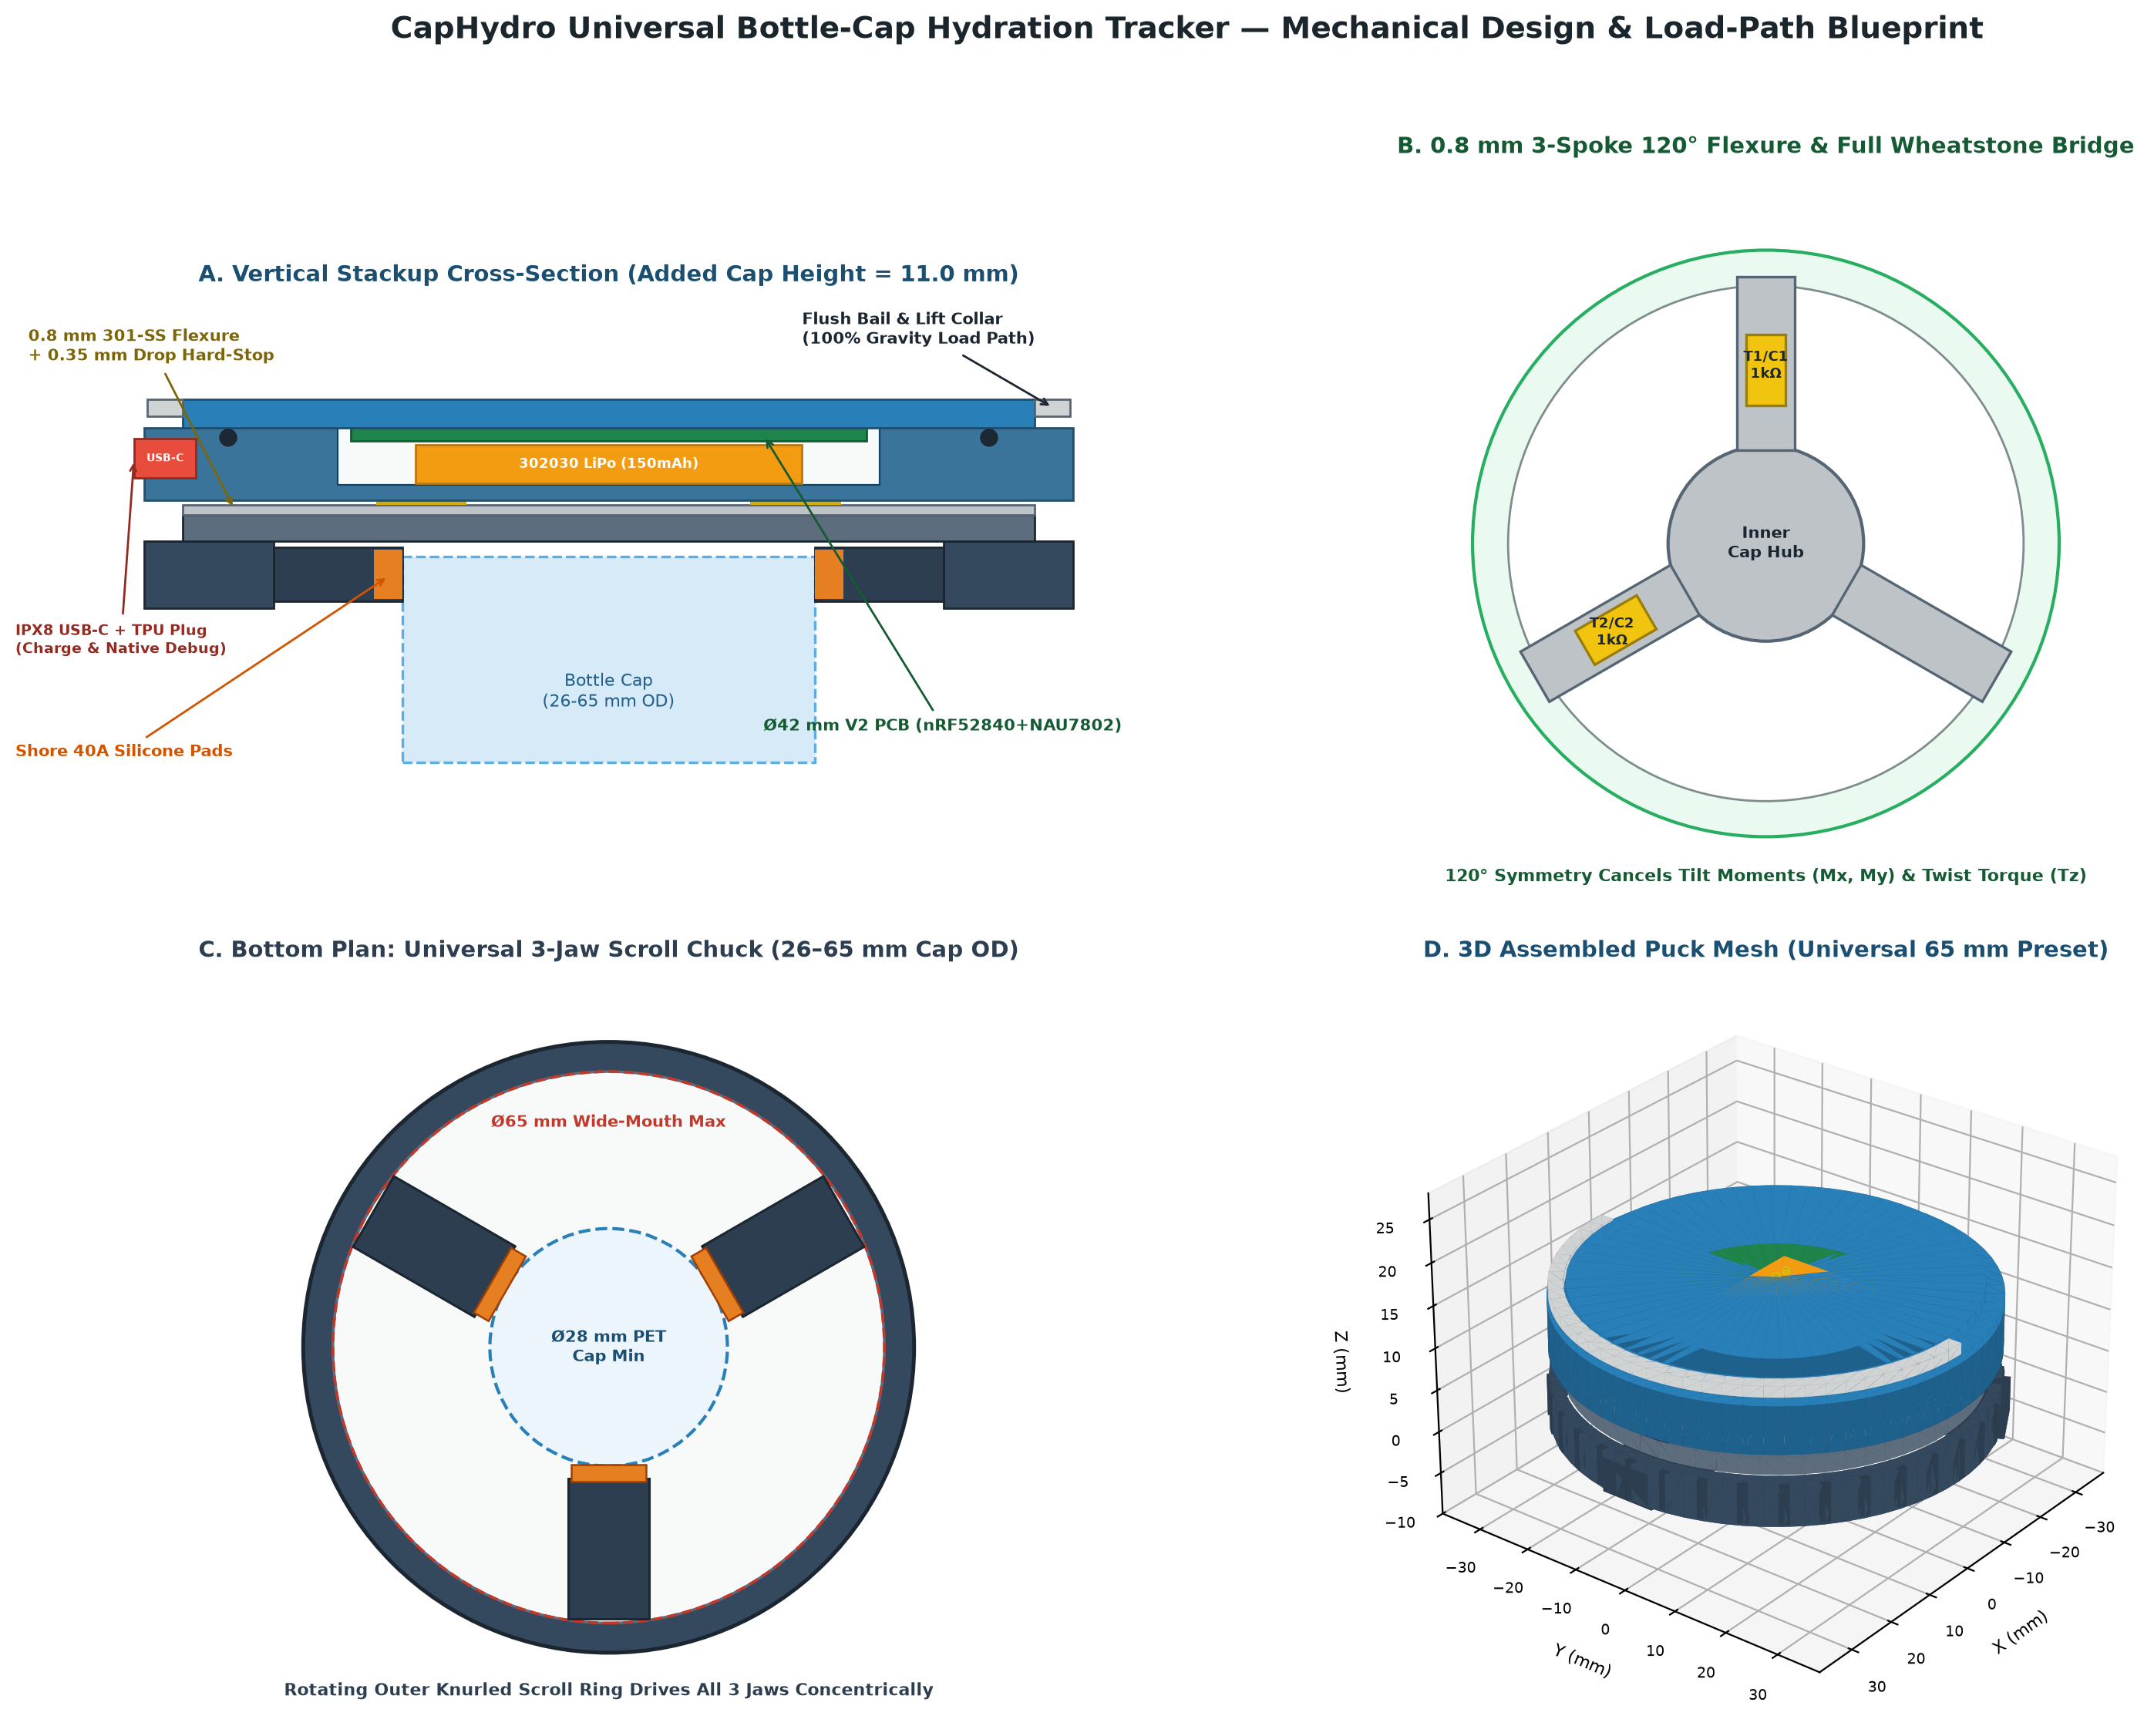 CapHydro Universal Bottle-Cap Hydration Tracker — Mechanical Design & Load-Path Blueprint
A. Vertical Stackup Cross-Section (Added Cap Height = 11.0 mm)
0.8 mm 301-SS Flexure
+ 0.35 mm Drop Hard-Stop
Flush Bail & Lift Collar
(100% Gravity Load Path)
USB-C
302030 LiPo (150mAh)
IPX8 USB-C + TPU Plug
(Charge & Native Debug)
Bottle Cap
(26-65 mm OD)
Ø42 mm V2 PCB (nRF52840+NAU7802)
Shore 40A Silicone Pads
B. 0.8 mm 3-Spoke 120° Flexure & Full Wheatstone Bridge
T1/C1
1kΩ
Inner
Cap Hub
T2/C2
1kΩ
120° Symmetry Cancels Tilt Moments (Mx, My) & Twist Torque (Tz)
C. Bottom Plan: Universal 3-Jaw Scroll Chuck (26–65 mm Cap OD)
Ø65 mm Wide-Mouth Max
Ø28 mm PET
Cap Min
Rotating Outer Knurled Scroll Ring Drives All 3 Jaws Concentrically
D. 3D Assembled Puck Mesh (Universal 65 mm Preset)
25
20
15
10
5
0
−5
−10
Z (mm)
−30
−20
−10
0
10
20
30
Y (mm)
−30
−20
−10
0
10
20
30
X (mm)